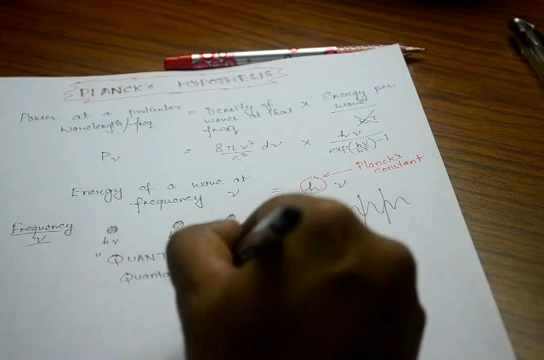 PLANCK's HYPOTHESIS
Power at a particular wavelength/freq = Density of waves at that freq × Energy per wave
Pν = 8πν²/c³ dν × hν/exp(hν/kT)-1
Planck's constant
Energy of a wave at frequency ν = h ν
Frequency
ν
hν
"QUANT
Quanta